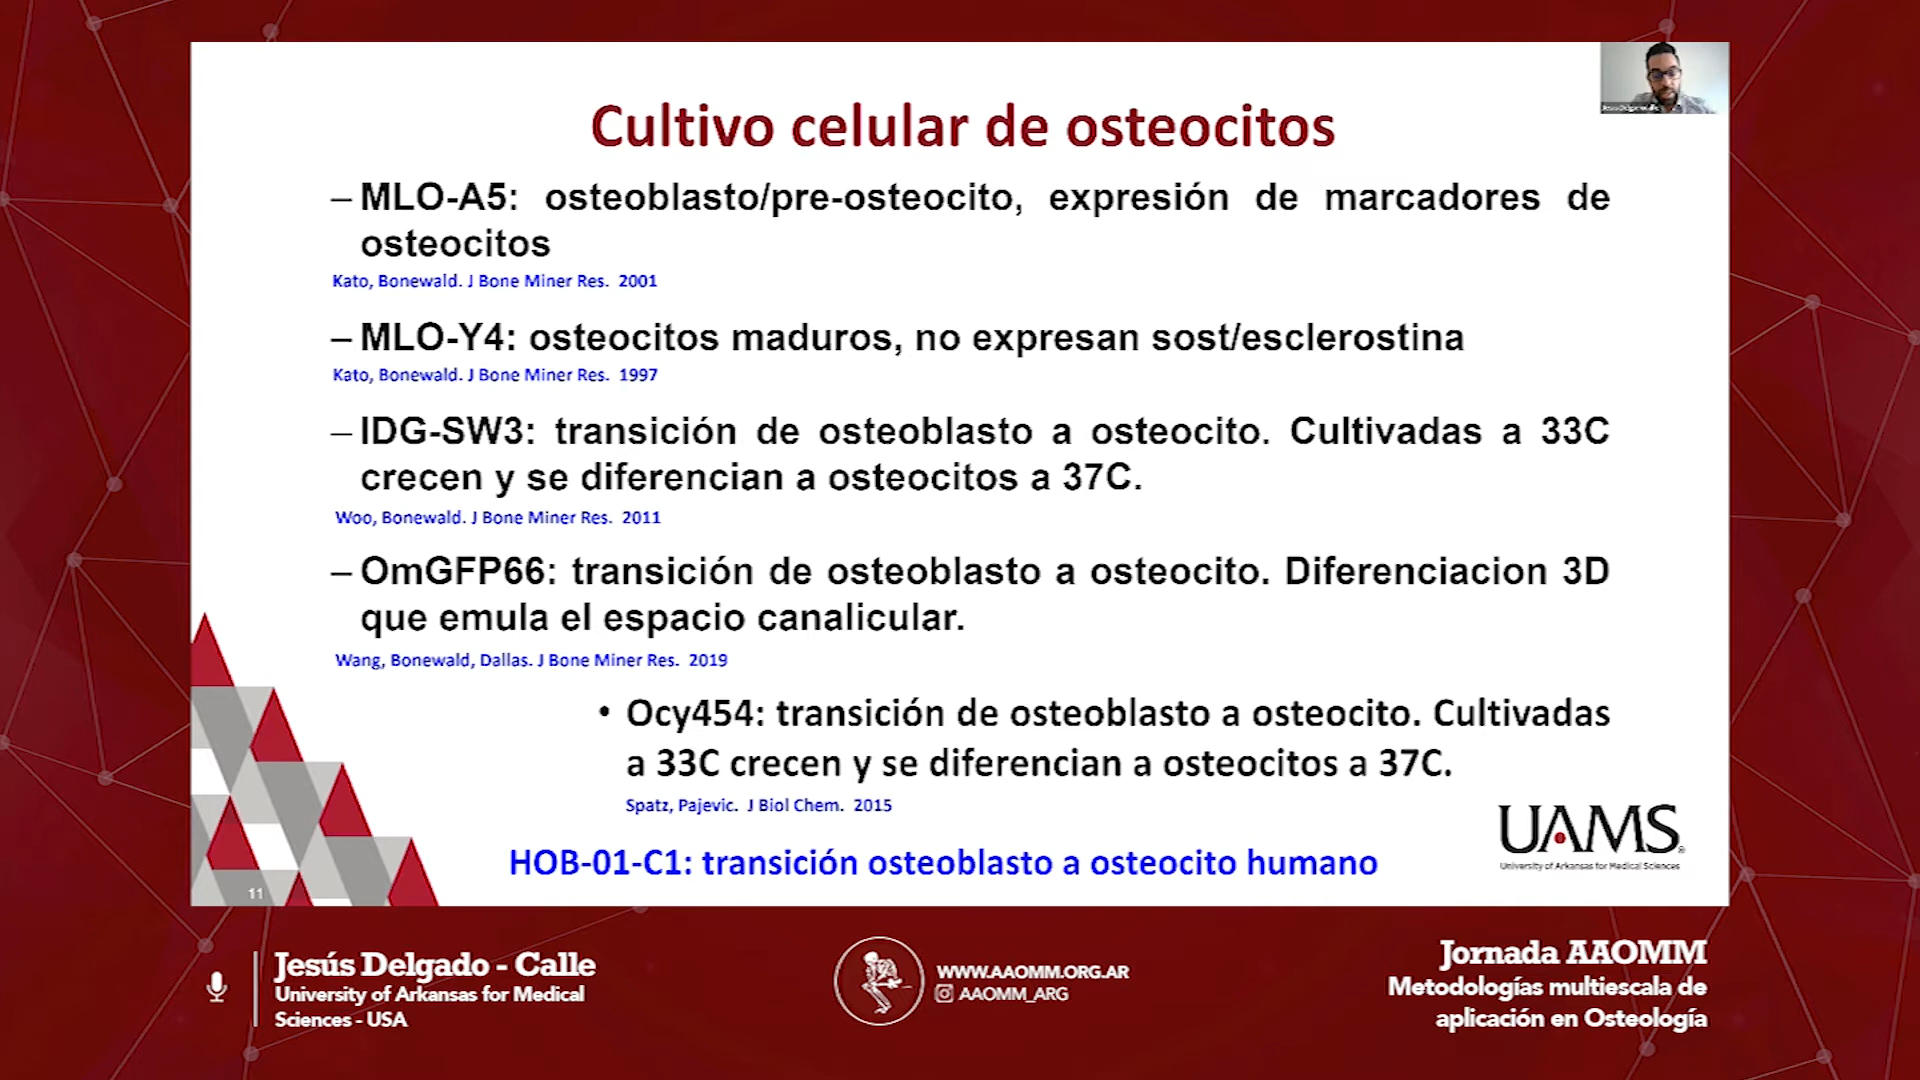 Cultivo celular de osteocitos
– MLO-A5: osteoblasto/pre-osteocito, expresión de marcadores de
osteocitos
Kato, Bonewald. J Bone Miner Res. 2001
– MLO-Y4: osteocitos maduros, no expresan sost/esclerostina
Kato, Bonewald. J Bone Miner Res. 1997
– IDG-SW3: transición de osteoblasto a osteocito. Cultivadas a 33C
crecen y se diferencian a osteocitos a 37C.
Woo, Bonewald. J Bone Miner Res. 2011
– OmGFP66: transición de osteoblasto a osteocito. Diferenciacion 3D
que emula el espacio canalicular.
Wang, Bonewald, Dallas. J Bone Miner Res. 2019
• Ocy454: transición de osteoblasto a osteocito. Cultivadas
a 33C crecen y se diferencian a osteocitos a 37C.
Spatz, Pajevic. J Biol Chem. 2015
HOB-01-C1: transición osteoblasto a osteocito humano
UAMS®
University of Arkansas for Medical Sciences
11
Jesús Delgado - Calle
University of Arkansas for Medical
Sciences - USA
WWW.AAOMM.ORG.AR
AAOMM_ARG
Jornada AAOMM
Metodologías multiescala de
aplicación en Osteología